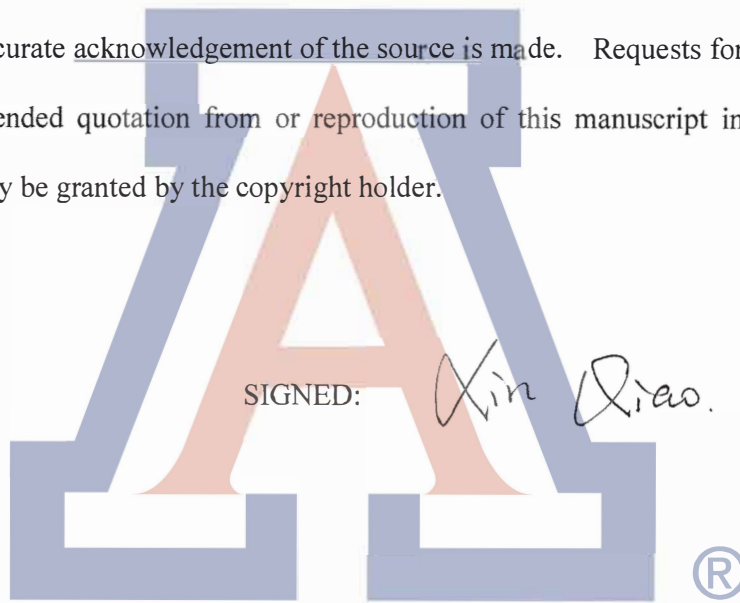 curate acknowledgement of the source is made. Requests for
ended quotation from or reproduction of this manuscript in
y be granted by the copyright holder.
SIGNED: Xin Qiao.
A
®